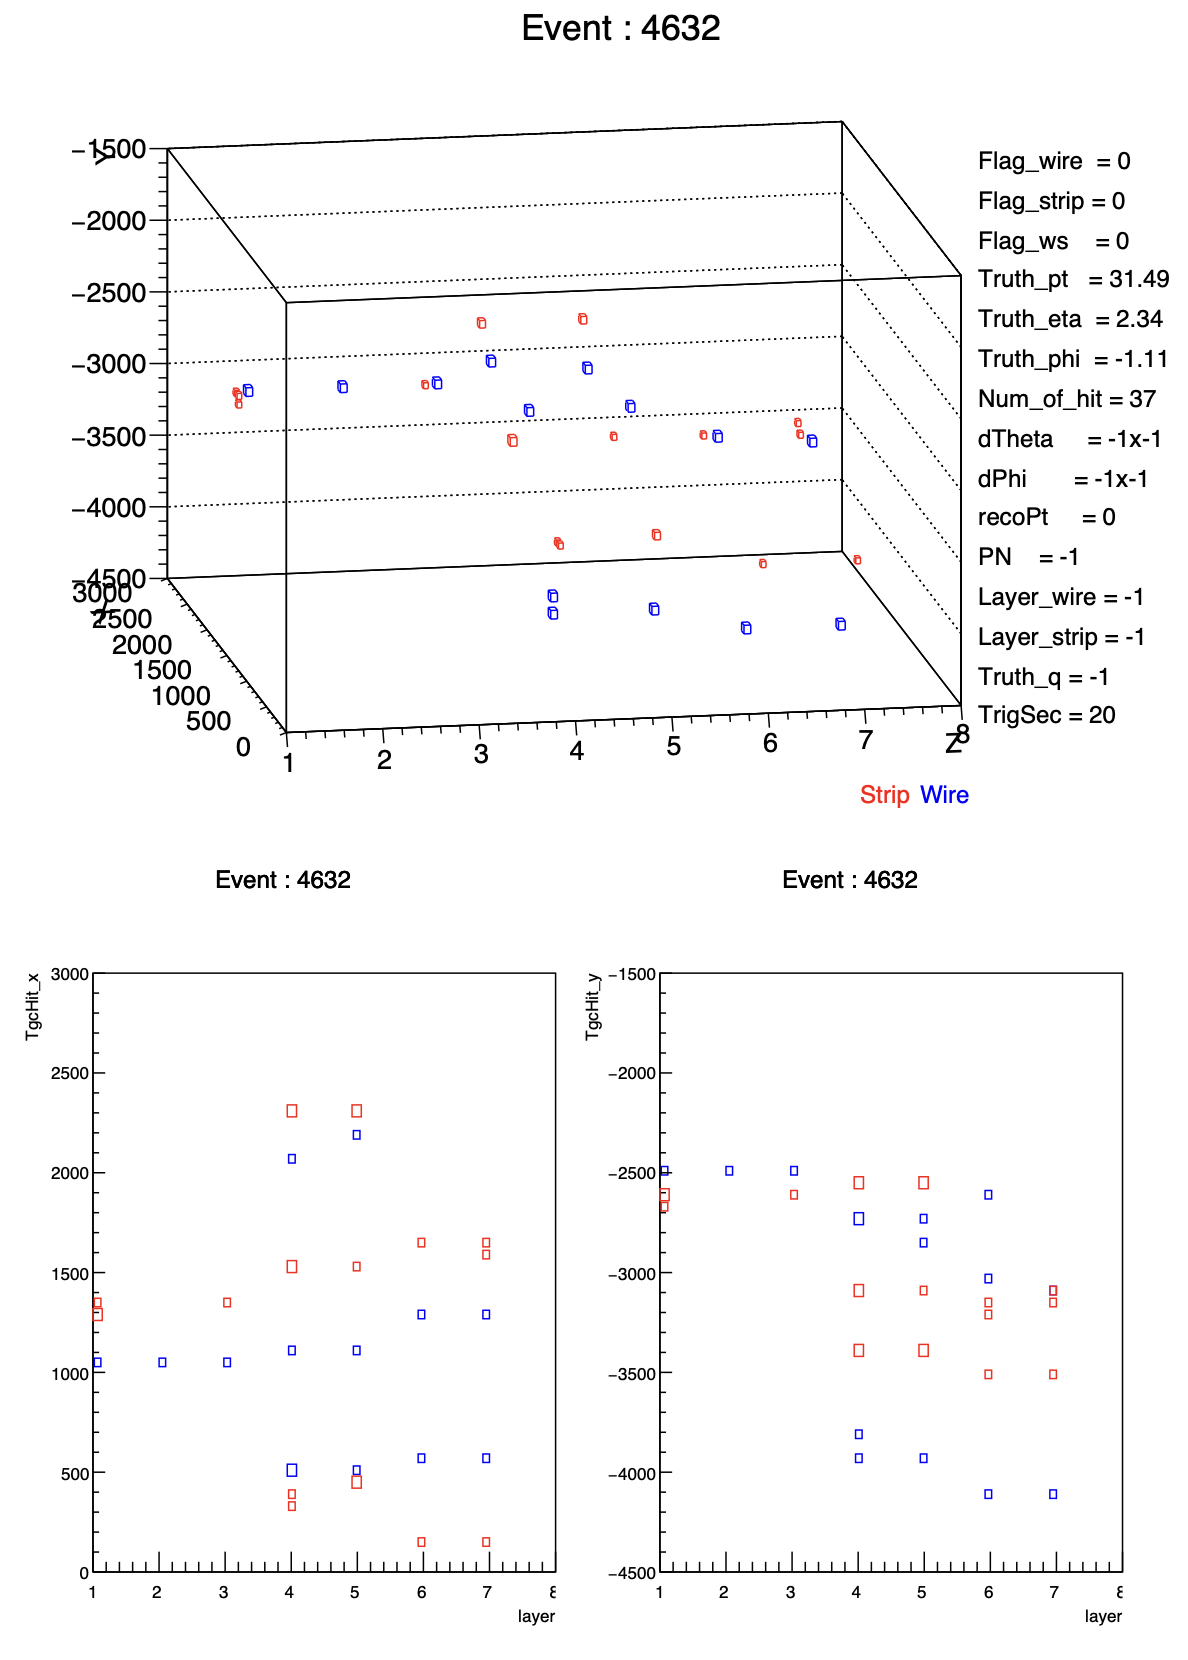 Event : 4632
−1500
Y
−2000
−2500
−3000
−3500
−4000
−4500
3000
X
2500
2000
1500
1000
500
0
1 2 3 4 5 6 7 8
Z
Flag_wire = 0
Flag_strip = 0
Flag_ws = 0
Truth_pt = 31.49
Truth_eta = 2.34
Truth_phi = -1.11
Num_of_hit = 37
dTheta = -1x-1
dPhi = -1x-1
recoPt = 0
PN = -1
Layer_wire = -1
Layer_strip = -1
Truth_q = -1
TrigSec = 20
Strip Wire
Event : 4632
TgcHit_x
3000
2500
2000
1500
1000
500
0
1 2 3 4 5 6 7 8
layer
Event : 4632
TgcHit_y
−1500
−2000
−2500
−3000
−3500
−4000
−4500
1 2 3 4 5 6 7 8
layer